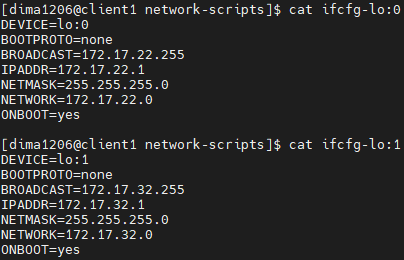 [dima1206@client1 network-scripts]$ cat ifcfg-lo:0
DEVICE=lo:0
BOOTPROTO=none
BROADCAST=172.17.22.255
IPADDR=172.17.22.1
NETMASK=255.255.255.0
NETWORK=172.17.22.0
ONBOOT=yes
[dima1206@client1 network-scripts]$ cat ifcfg-lo:1
DEVICE=lo:1
BOOTPROTO=none
BROADCAST=172.17.32.255
IPADDR=172.17.32.1
NETMASK=255.255.255.0
NETWORK=172.17.32.0
ONBOOT=yes